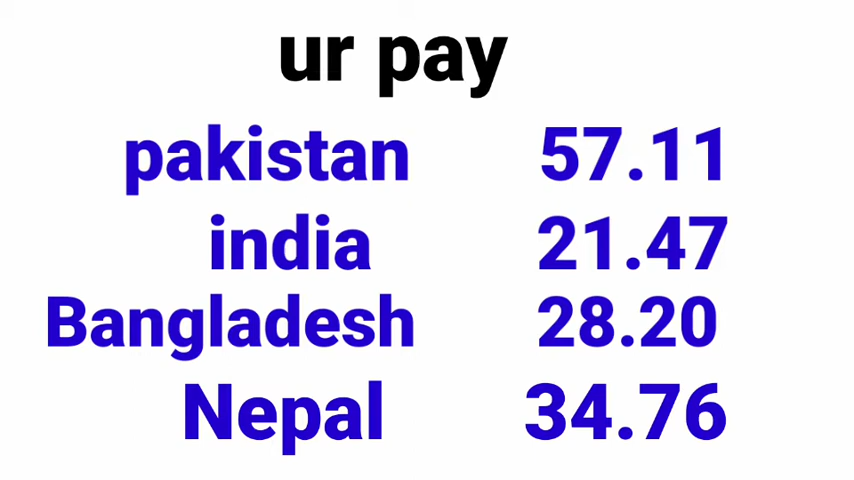 ur pay
pakistan 57.11
india 21.47
Bangladesh 28.20
Nepal 34.76